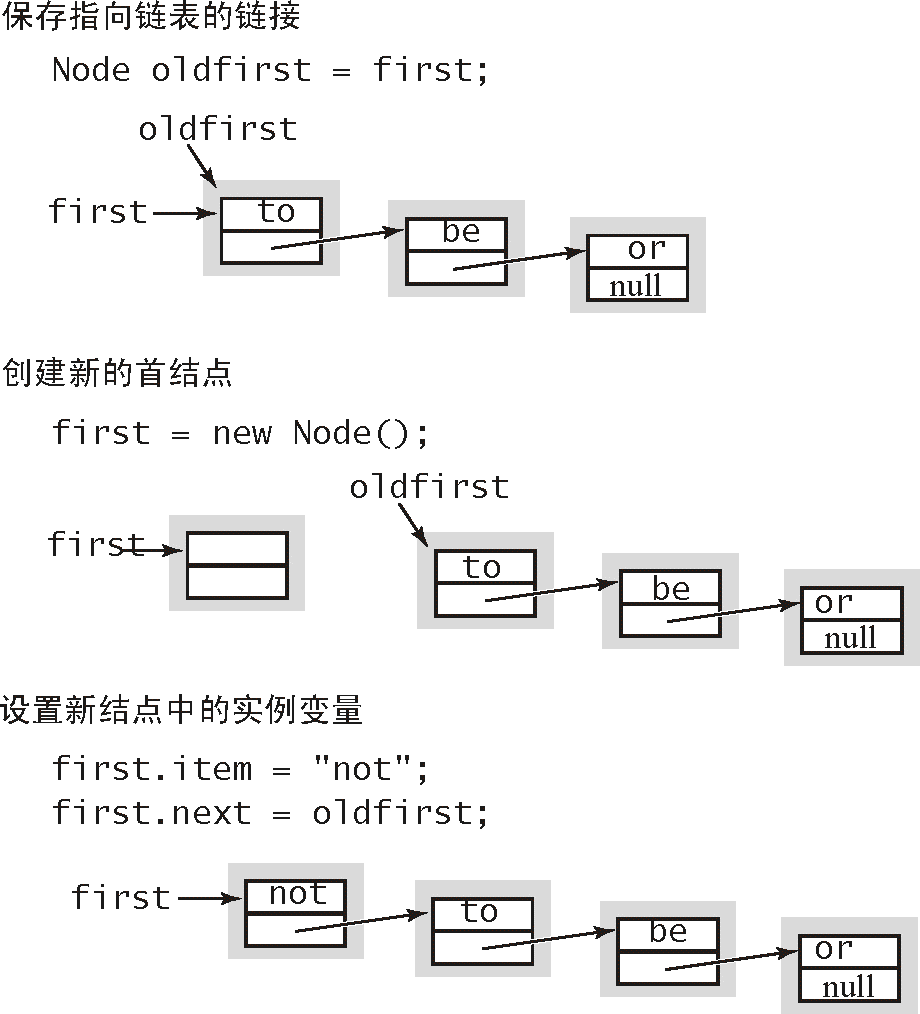 保存指向链表的链接
Node oldfirst = first;
oldfirst
first
to
be
or
null
创建新的首结点
first = new Node();
oldfirst
first
to
be
or
null
设置新结点中的实例变量
first.item = "not";
first.next = oldfirst;
first
not
to
be
or
null